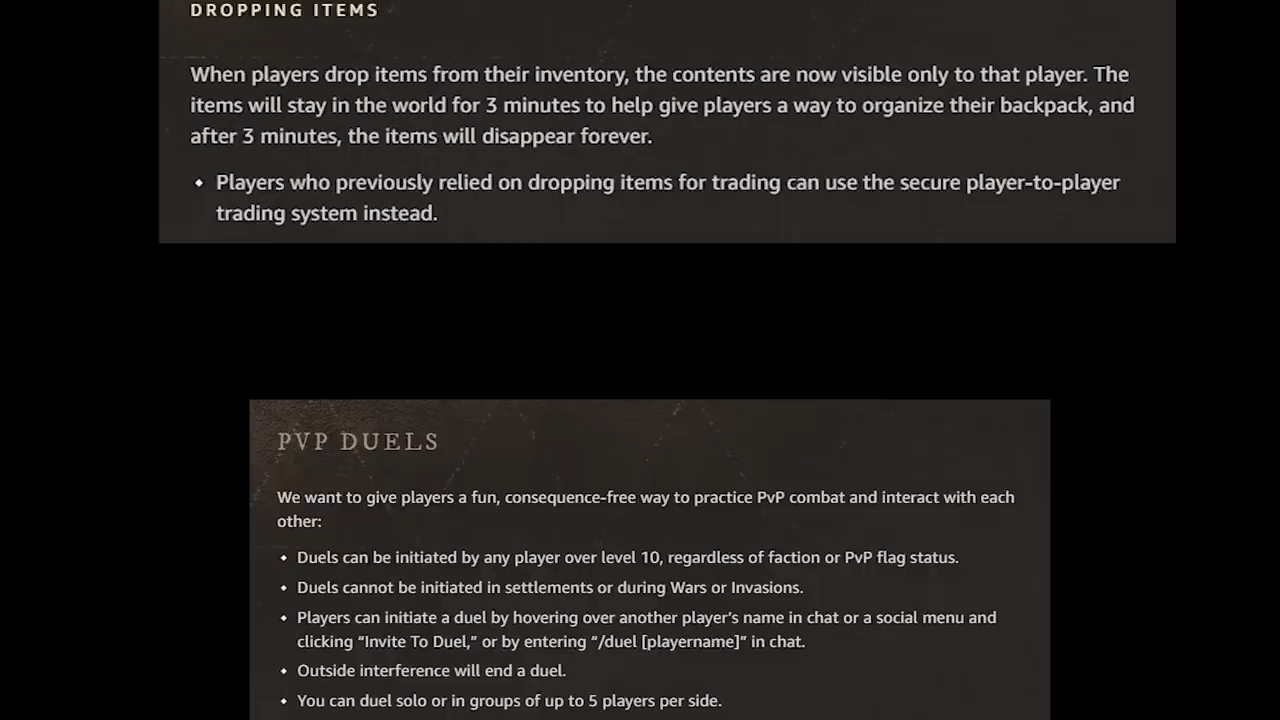 DROPPING ITEMS
When players drop items from their inventory, the contents are now visible only to that player. The
items will stay in the world for 3 minutes to help give players a way to organize their backpack, and
after 3 minutes, the items will disappear forever.
• Players who previously relied on dropping items for trading can use the secure player-to-player
trading system instead.
PVP DUELS
We want to give players a fun, consequence-free way to practice PvP combat and interact with each
other:
• Duels can be initiated by any player over level 10, regardless of faction or PvP flag status.
• Duels cannot be initiated in settlements or during Wars or Invasions.
• Players can initiate a duel by hovering over another player’s name in chat or a social menu and
clicking “Invite To Duel,” or by entering “/duel [playername]” in chat.
• Outside interference will end a duel.
• You can duel solo or in groups of up to 5 players per side.